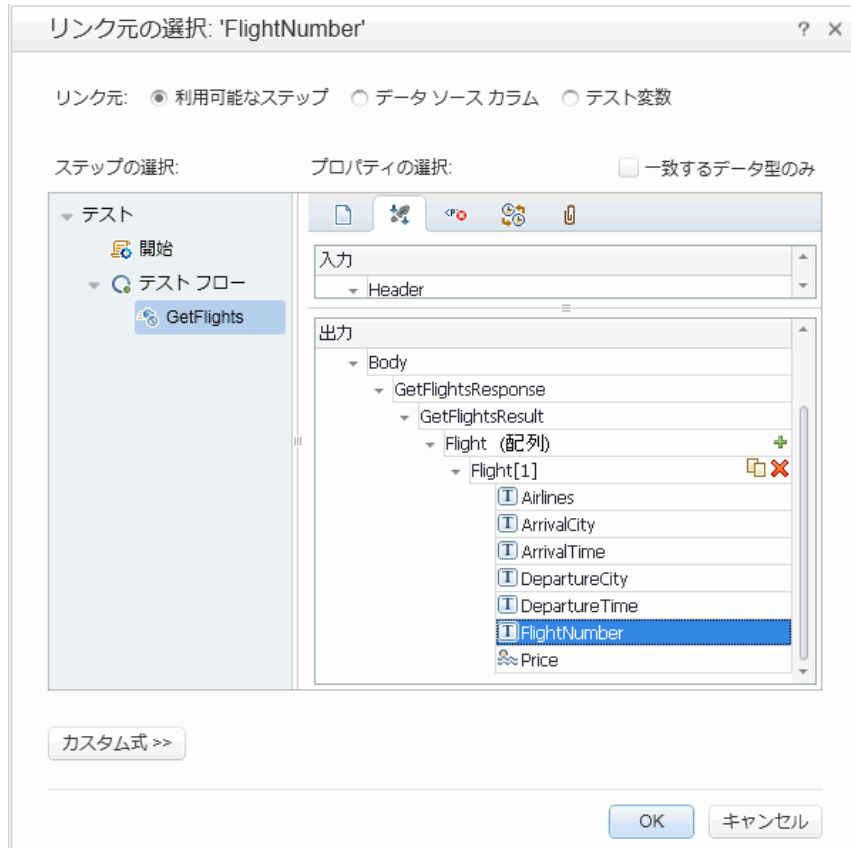 リンク元の選択: 'FlightNumber'
リンク元: 利用可能なステップ データ ソース カラム テスト変数
ステップの選択: プロパティの選択: 一致するデータ型のみ
テスト
開始
テスト フロー
GetFlights
入力
Header
出力
Body
GetFlightsResponse
GetFlightsResult
Flight (配列)
Flight[1]
Airlines
ArrivalCity
ArrivalTime
DepartureCity
DepartureTime
FlightNumber
Price
カスタム式 >>
OK キャンセル